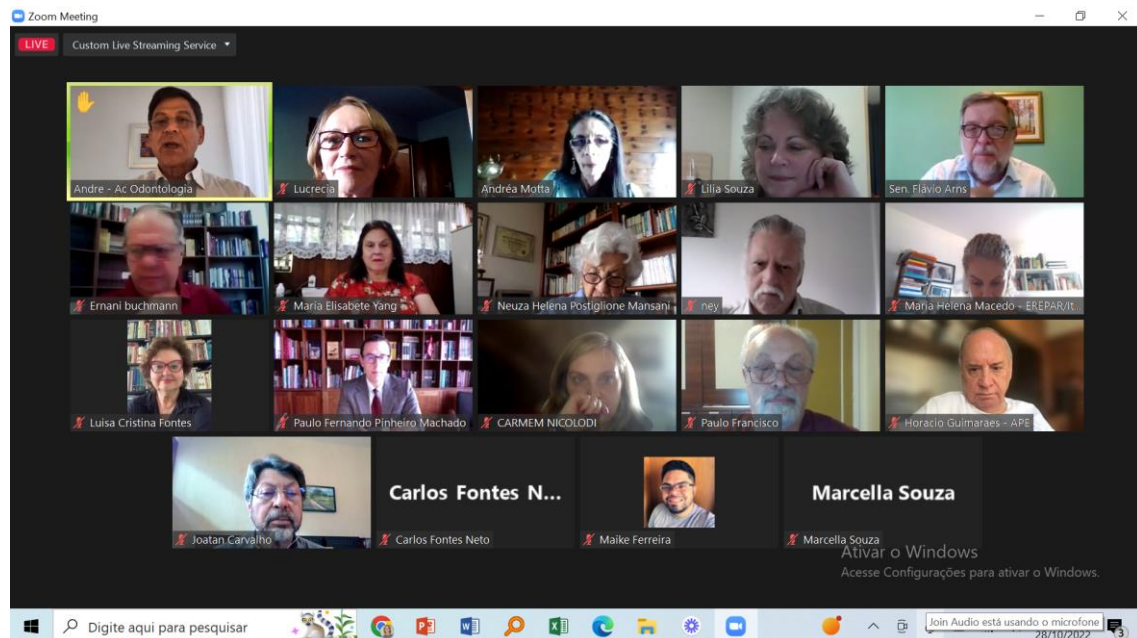 Zoom Meeting
LIVE
Custom Live Streaming Service
Andre - Ac Odontologia
Lucrecia
Andréa Motta
Lilia Souza
Sen. Flávio Arns
Ernani buchmann
Maria Elisabete Yang
Neuza Helena Postiglione Mansani
ney
Maria Helena Macedo - EREPAR/It...
Luisa Cristina Fontes
Paulo Fernando Pinheiro Machado
CARMEM NICOLODI
Paulo Francisco
Horacio Guimaraes - APE
Joatan Carvalho
Carlos Fontes N...
Carlos Fontes Neto
Maike Ferreira
Marcella Souza
Marcella Souza
Ativar o Windows
Acesse Configurações para ativar o Windows.
Digite aqui para pesquisar
Join Audio está usando o microfone
28/10/2022
3